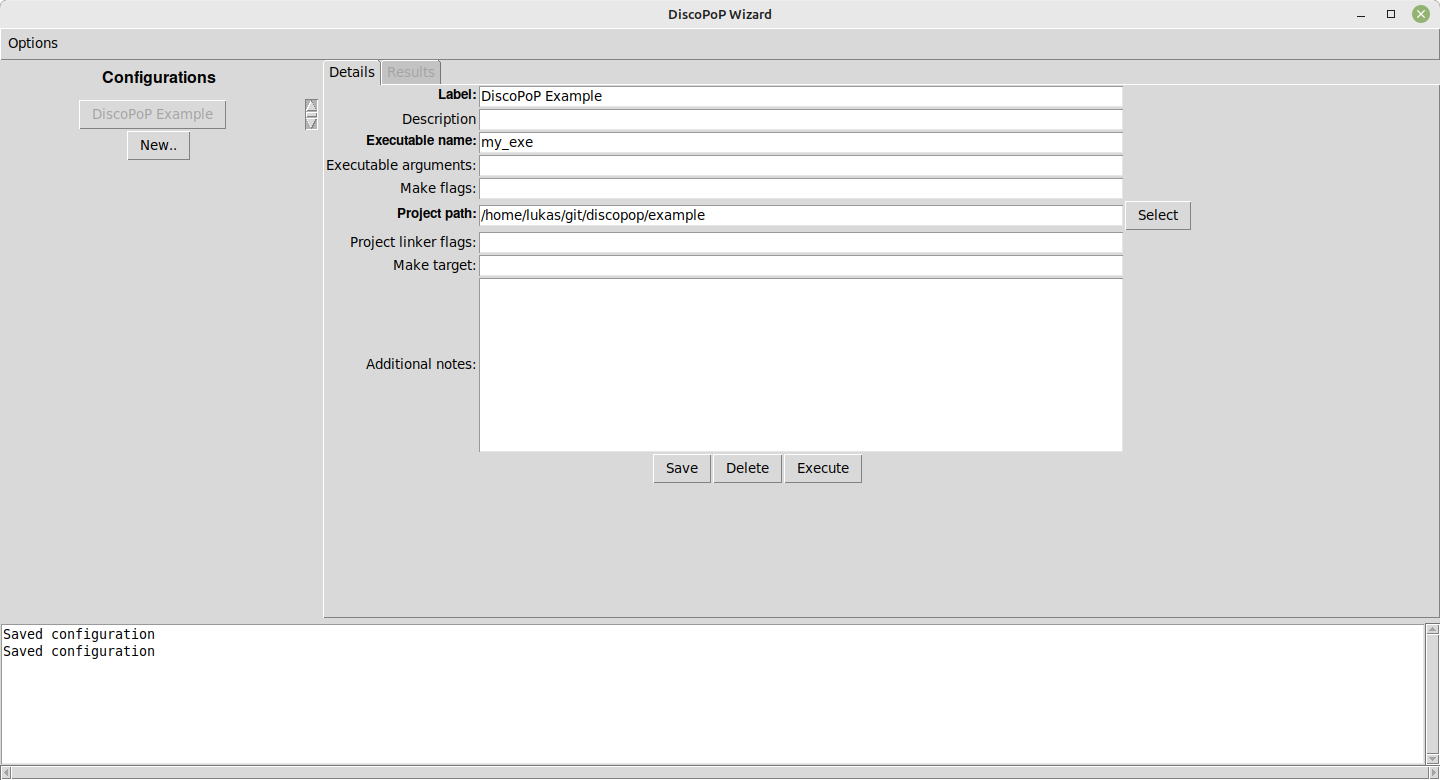 DiscoPoP Wizard
Options
Configurations
DiscoPoP Example
New..
Details Results
Label: DiscoPoP Example
Description
Executable name: my_exe
Executable arguments:
Make flags:
Project path: /home/lukas/git/discopop/example Select
Project linker flags:
Make target:
Additional notes:
Save Delete Execute
Saved configuration
Saved configuration